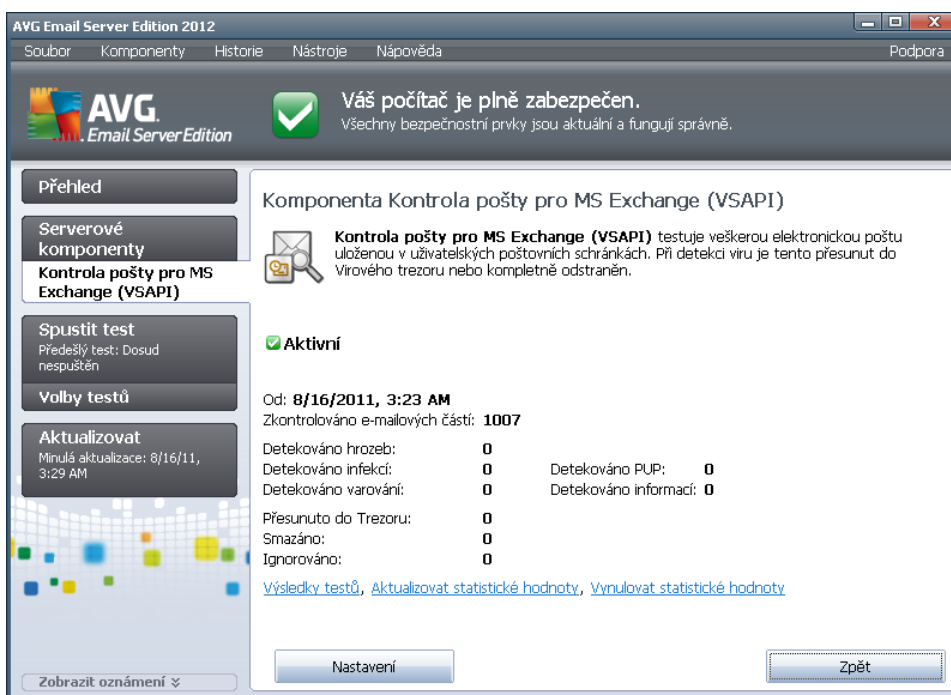 AVG Email Server Edition 2012
Soubor Komponenty Historie Nástroje Nápověda Podpora
AVG.
Email Server Edition
Váš počítač je plně zabezpečen.
Všechny bezpečnostní prvky jsou aktuální a fungují správně.
Přehled
Serverové
komponenty
Kontrola pošty pro MS
Exchange (VSAPI)
Spustit test
Předešlý test: Dosud
nespuštěn
Volby testů
Aktualizovat
Minulá aktualizace: 8/16/11,
3:29 AM
Zobrazit oznámení
Komponenta Kontrola pošty pro MS Exchange (VSAPI)
Kontrola pošty pro MS Exchange (VSAPI) testuje veškerou elektronickou poštu
uloženou v uživatelských poštovních schránkách. Při detekci viru je tento přesunut do
Virového trezoru nebo kompletně odstraněn.
Aktivní
Od: 8/16/2011, 3:23 AM
Zkontrolováno e-mailových částí: 1007
Detekováno hrozeb: 0
Detekováno infekcí: 0 Detekováno PUP: 0
Detekováno varování: 0 Detekováno informací: 0
Přesunuto do Trezoru: 0
Smazáno: 0
Ignorováno: 0
Výsledky testů, Aktualizovat statistické hodnoty, Vynulovat statistické hodnoty
Nastavení Zpět